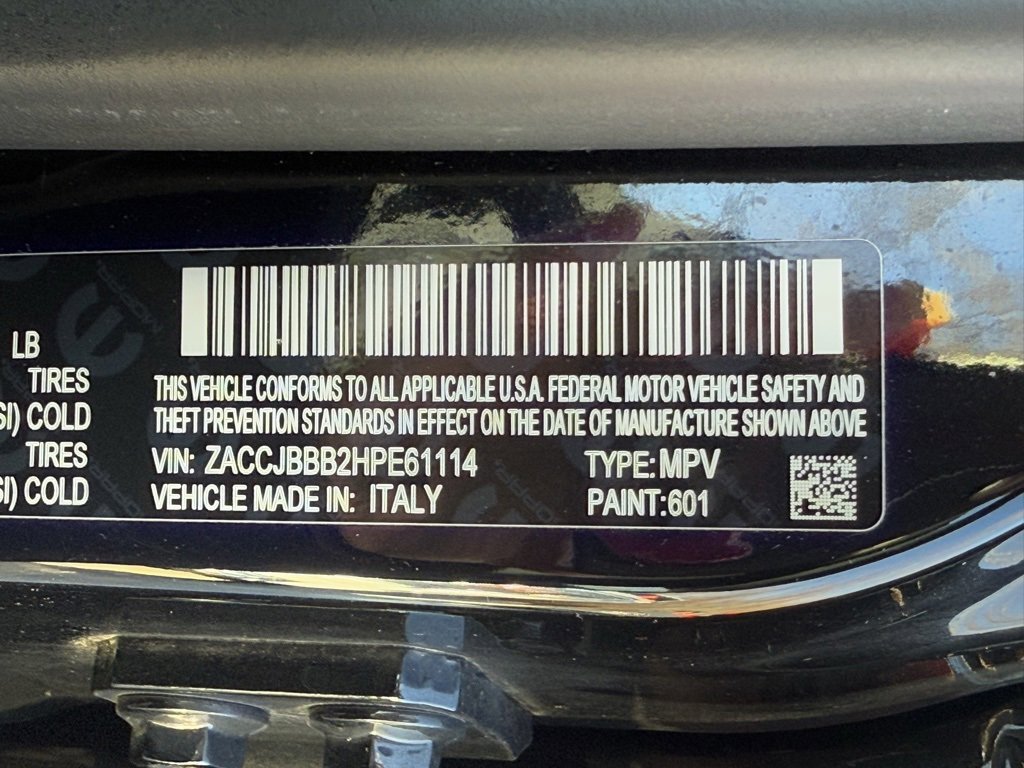 LB
TIRES
SI) COLD
TIRES
SI) COLD
THIS VEHICLE CONFORMS TO ALL APPLICABLE U.S.A. FEDERAL MOTOR VEHICLE SAFETY AND
THEFT PREVENTION STANDARDS IN EFFECT ON THE DATE OF MANUFACTURE SHOWN ABOVE
VIN: ZACCJBBB2HPE61114 TYPE: MPV
VEHICLE MADE IN: ITALY PAINT:601